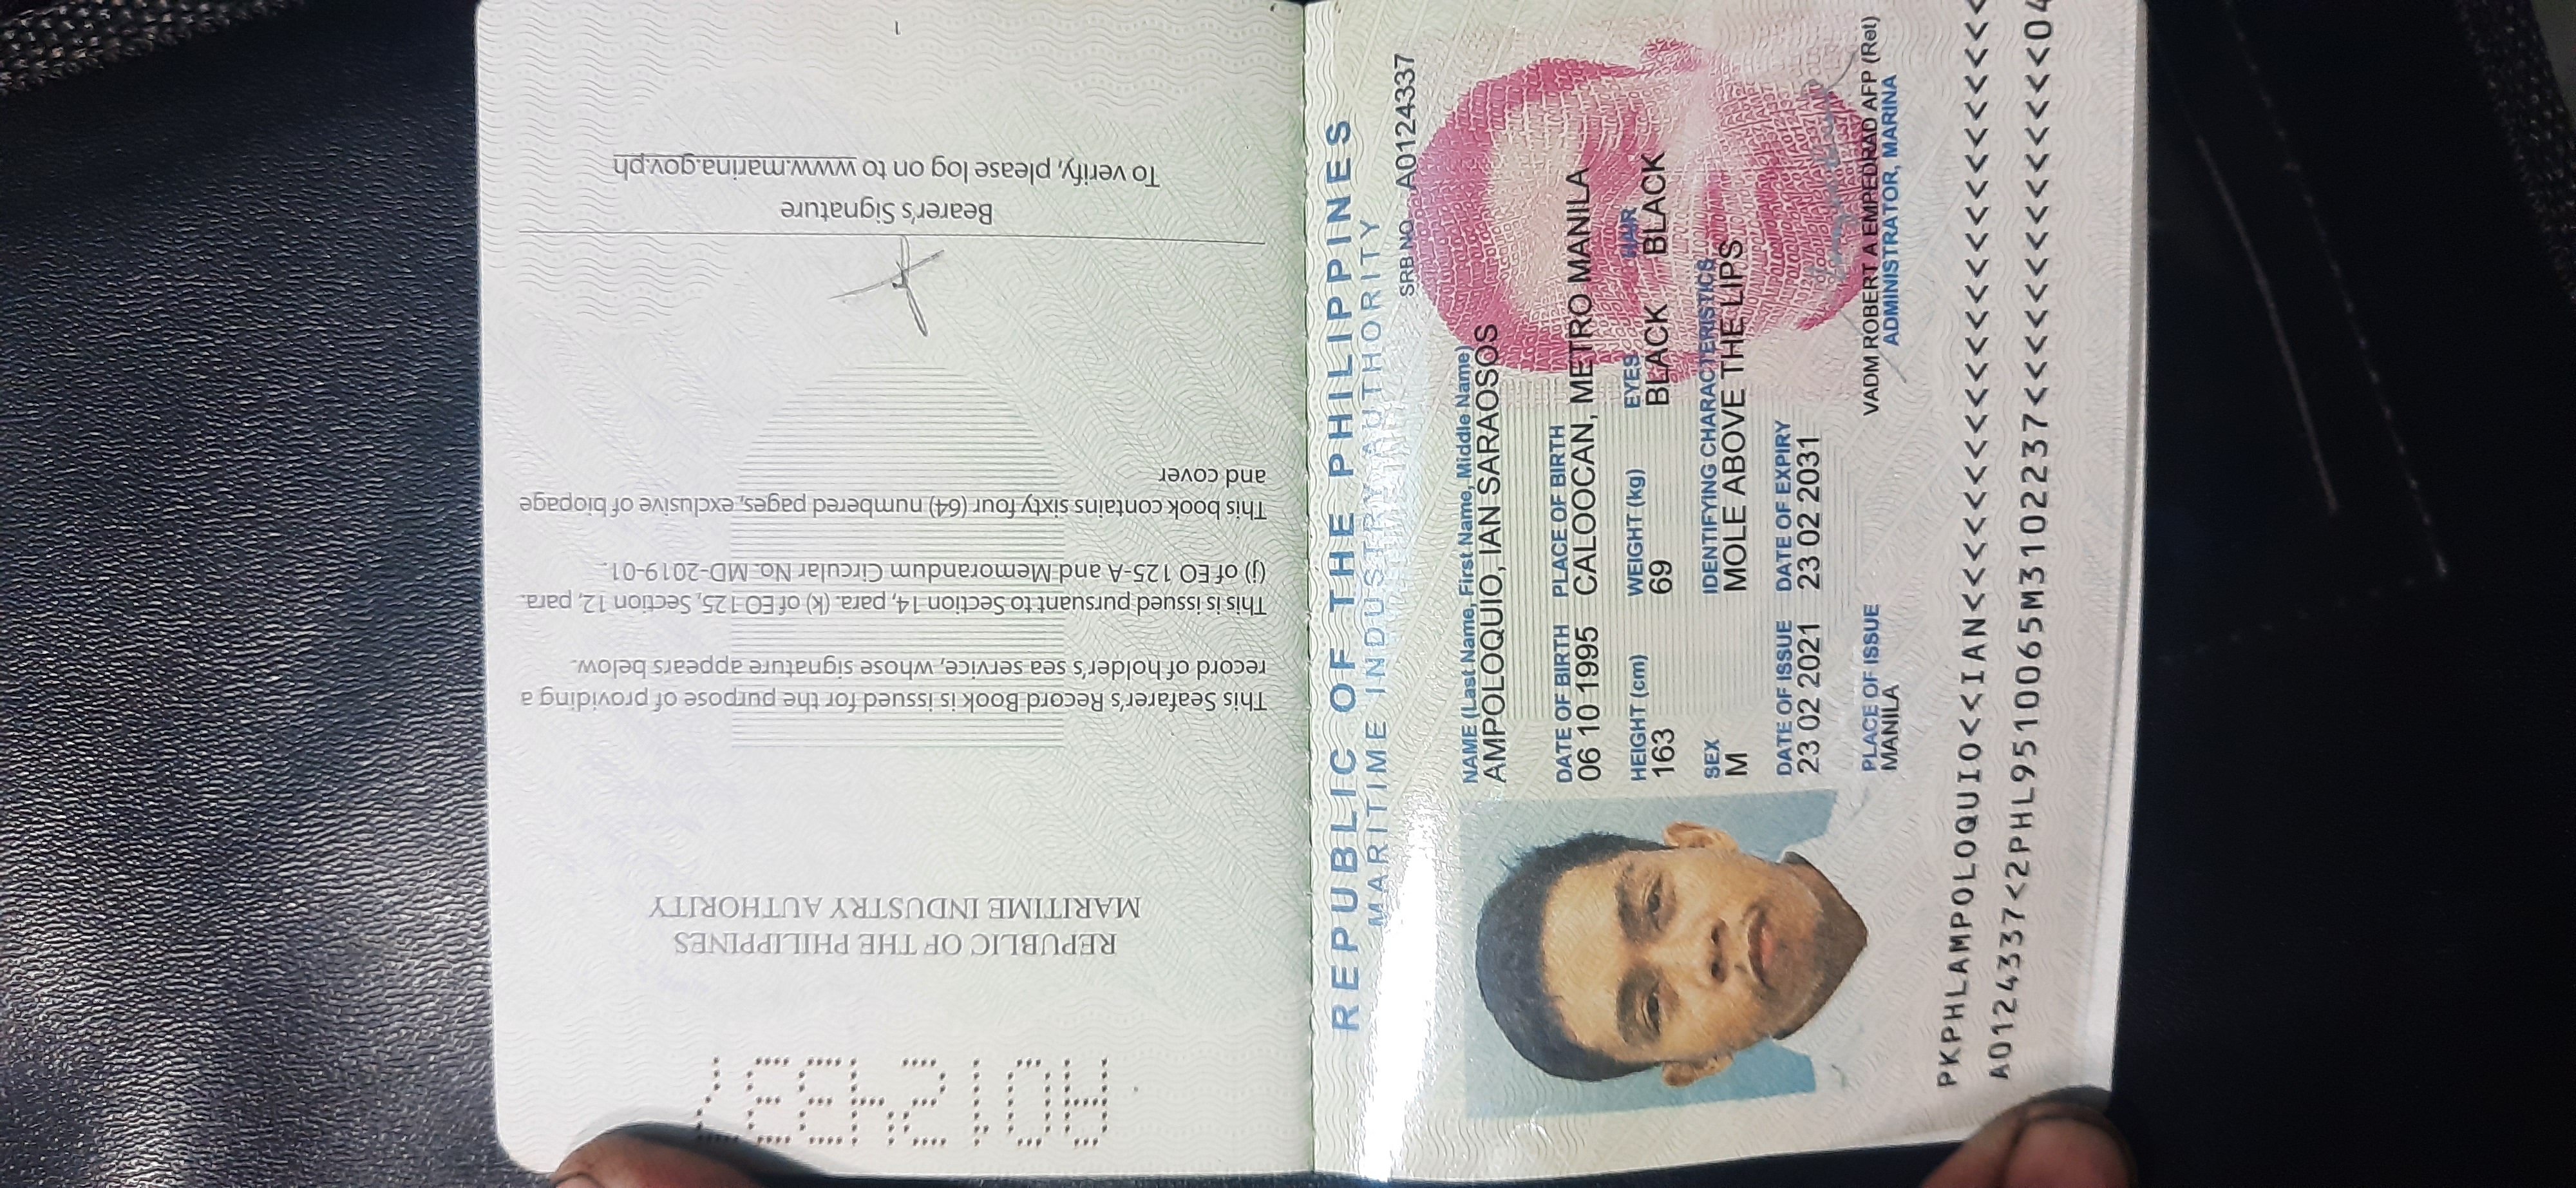 A0124337
REPUBLIC OF THE PHILIPPINES
MARITIME INDUSTRY AUTHORITY
This Seafarer's Record Book is issued for the purpose of providing a
record of holder's sea service, whose signature appears below.
This is issued pursuant to Section 14, para. (k) of EO 125, Section 12, para.
(j) of EO 125-A and Memorandum Circular No. MD-2019-01.
This book contains sixty four (64) numbered pages, exclusive of biopage
and cover
Bearer's Signature
To verify, please log on to www.marina.gov.ph
1
REPUBLIC OF THE PHILIPPINES
MARITIME INDUSTRY AUTHORITY
SRB NO. A0124337
NAME (Last Name, First Name, Middle Name)
AMPOLOQUIO, IAN SARAOSOS
DATE OF BIRTH PLACE OF BIRTH
06 10 1995 CALOOCAN, METRO MANILA
HEIGHT (cm) WEIGHT (kg) EYES HAIR
163 69 BLACK BLACK
SEX IDENTIFYING CHARACTERISTICS
M MOLE ABOVE THE LIPS
DATE OF ISSUE DATE OF EXPIRY
23 02 2021 23 02 2031
PLACE OF ISSUE
MANILA
VADM ROBERT A EMPEDRAD AFP (Ret)
ADMINISTRATOR, MARINA
PKPHLAMPOLOQUIO<<IAN<<<<<<<<<<<<<<<<<<<<<<<<
A0124337<2PHL9510065M3102237<<<<<<<<<<<<<<04